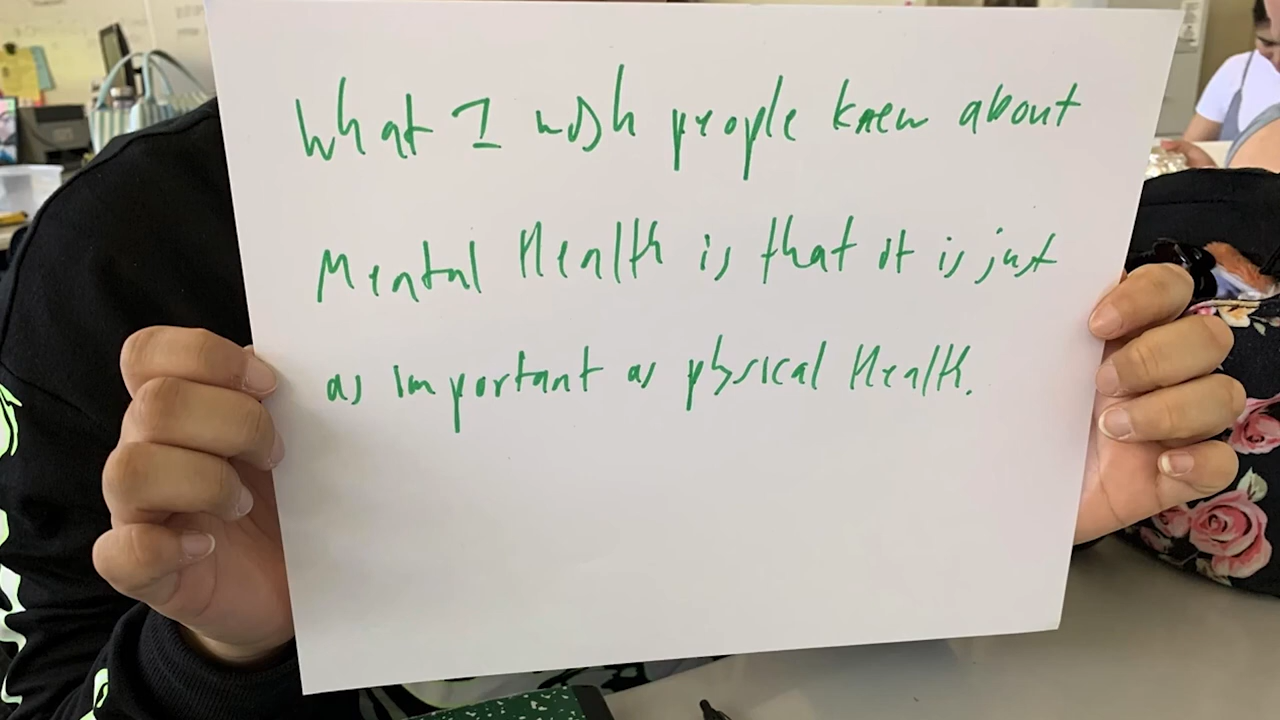 What I wish people knew about
Mental Health is that it is just
as important as physical Health.